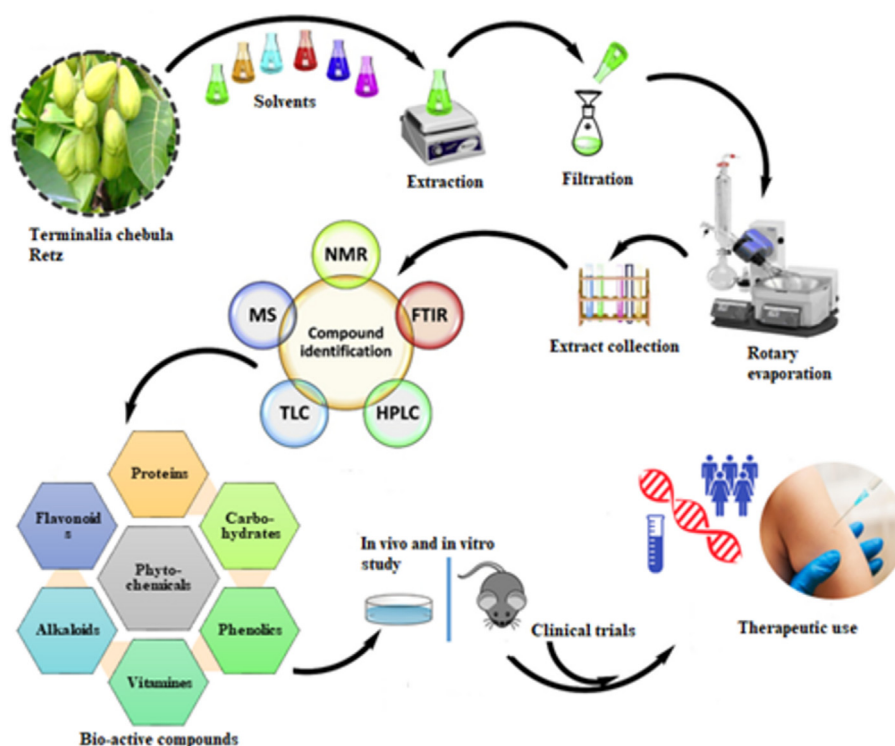 Solvents
Extraction
Filtration
Terminalia chebula
Retz
Rotary
evaporation
Extract collection
NMR
MS
FTIR
Compound
identification
TLC
HPLC
Proteins
Flavonoid
s
Carbo-
hydrates
Phyto-
chemicals
Alkaloids
Phenolics
Vitamines
Bio-active compounds
In vivo and in vitro
study
Clinical trials
Therapeutic use